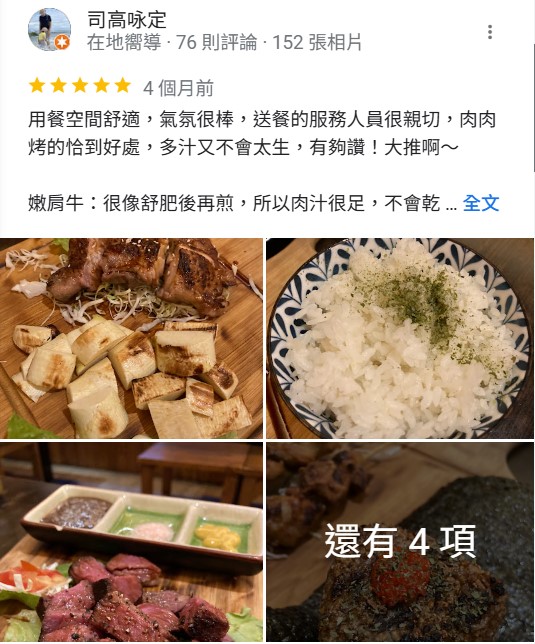 司高咏定
在地嚮導 · 76 則評論 · 152 張相片
4 個月前
用餐空間舒適，氣氛很棒，送餐的服務人員很親切，肉肉
烤的恰到好處，多汁又不會太生，有夠讚！大推啊～
嫩肩牛：很像舒肥後再煎，所以肉汁很足，不會乾 ... 全文
還有 4 項